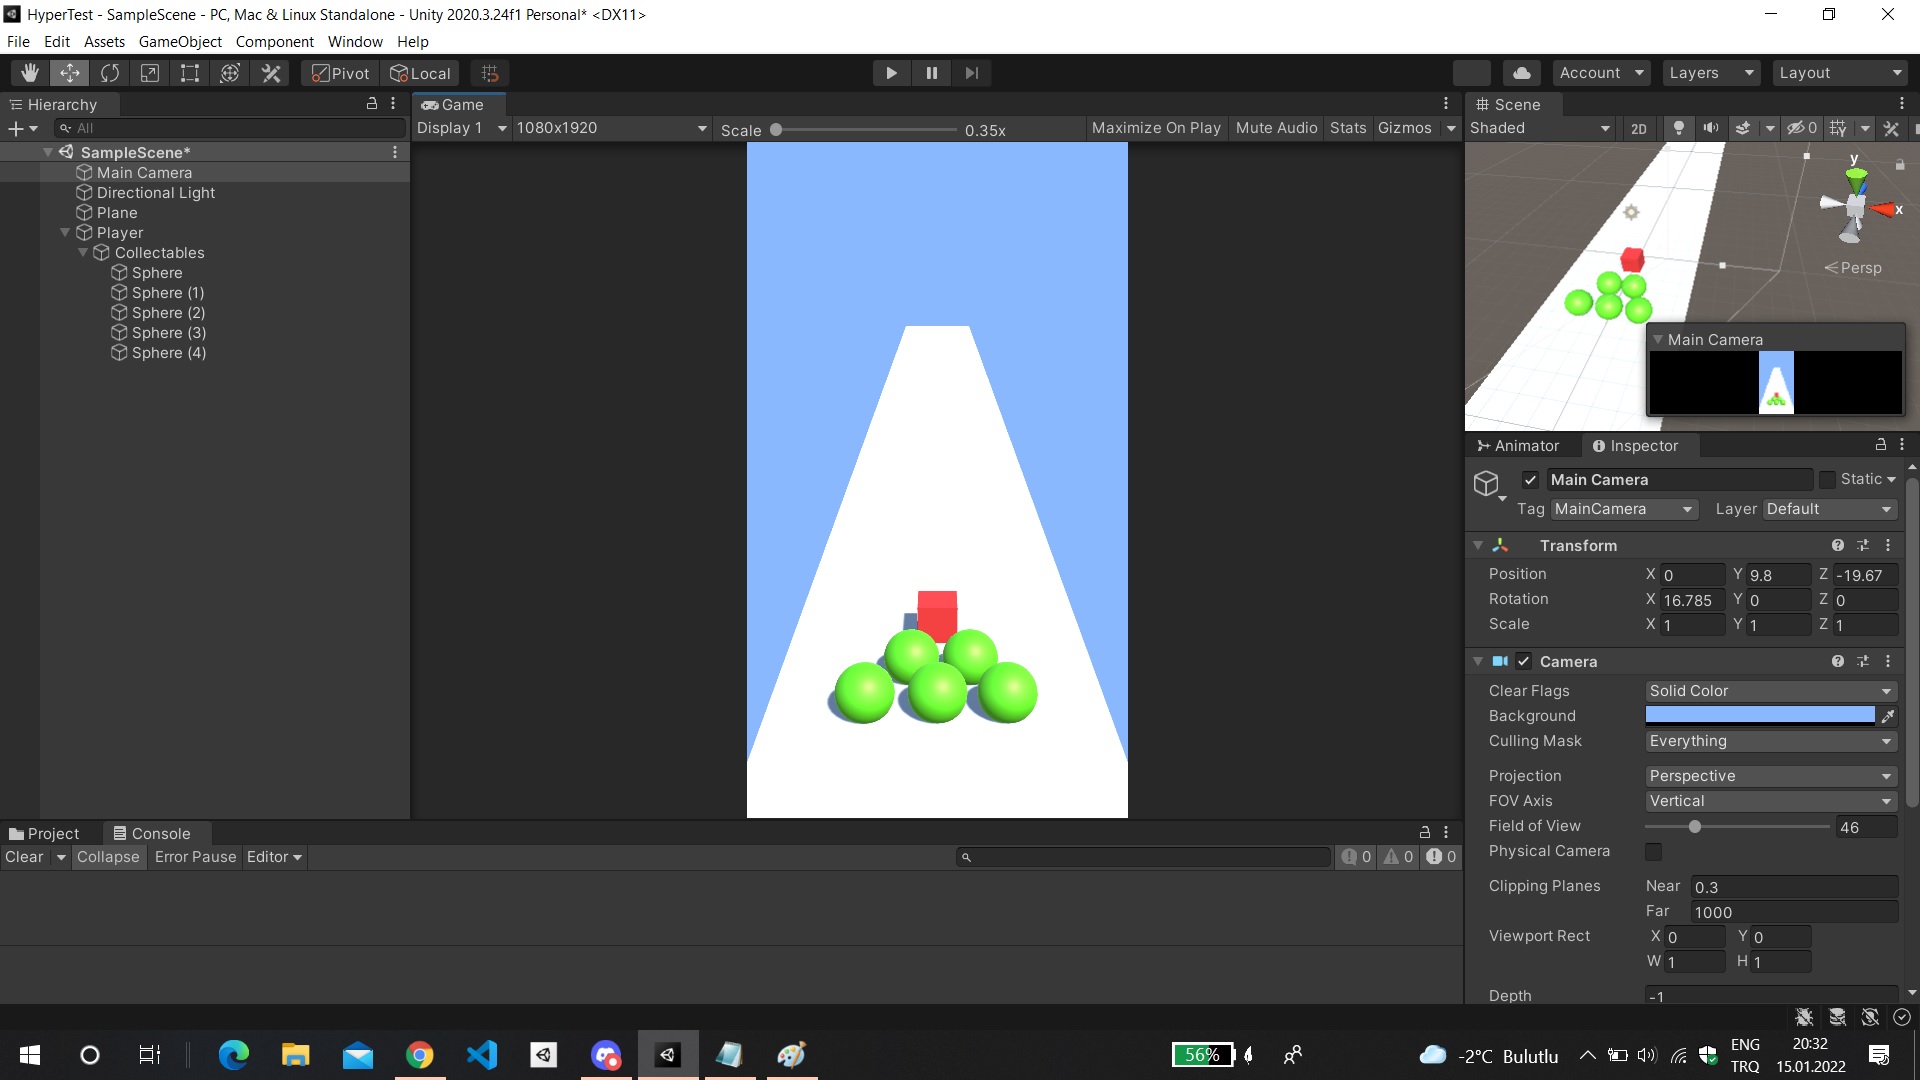 HyperTest - SampleScene - PC, Mac & Linux Standalone - Unity 2020.3.24f1 Personal* <DX11>
File Edit Assets GameObject Component Window Help
Pivot Local Account Layers Layout
Hierarchy
All
SampleScene*
Main Camera
Directional Light
Plane
Player
Collectables
Sphere
Sphere (1)
Sphere (2)
Sphere (3)
Sphere (4)
Game
Display 1 1080x1920 Scale 0.35x Maximize On Play Mute Audio Stats Gizmos
Scene
Shaded 2D 0
y
x
Persp
Main Camera
Animator Inspector
Main Camera Static
Tag MainCamera Layer Default
Transform
Position X 0 Y 9.8 Z -19.67
Rotation X 16.785 Y 0 Z 0
Scale X 1 Y 1 Z 1
Camera
Clear Flags Solid Color
Background
Culling Mask Everything
Projection Perspective
FOV Axis Vertical
Field of View 46
Physical Camera
Clipping Planes Near 0.3
Far 1000
Viewport Rect X 0 Y 0
W 1 H 1
Depth -1
Project Console
Clear Collapse Error Pause Editor 0 0 0
56% -2°C Bulutlu ENG 20:32
TRQ 15.01.2022